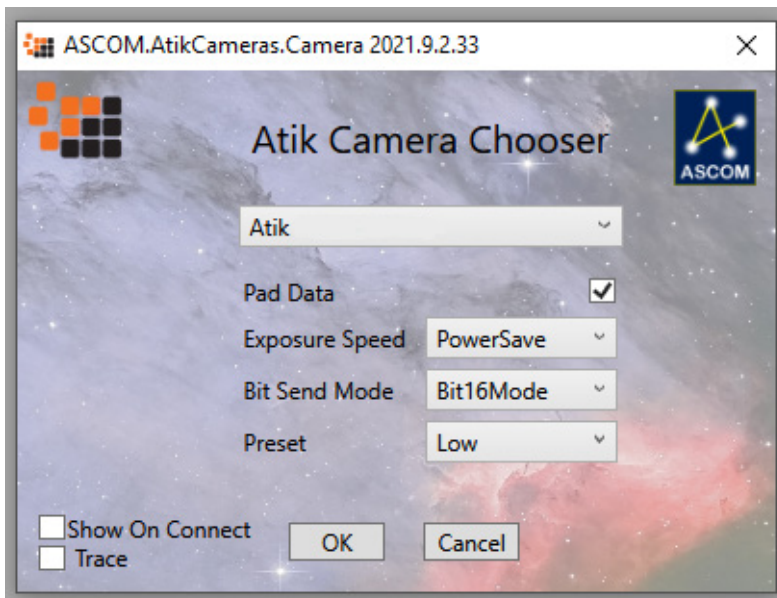 ASCOM.AtikCameras.Camera 2021.9.2.33
Atik Camera Chooser
ASCOM
Atik
Pad Data
Exposure Speed PowerSave
Bit Send Mode Bit16Mode
Preset Low
Show On Connect OK Cancel
Trace